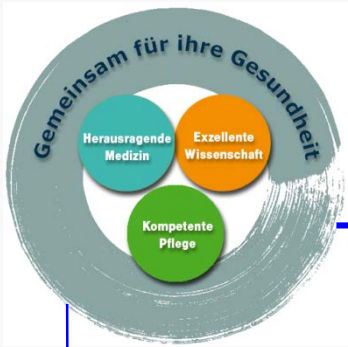 Gemeinsam für ihre Gesundheit
Herausragende
Medizin
Exzellente
Wissenschaft
Kompetente
Pflege